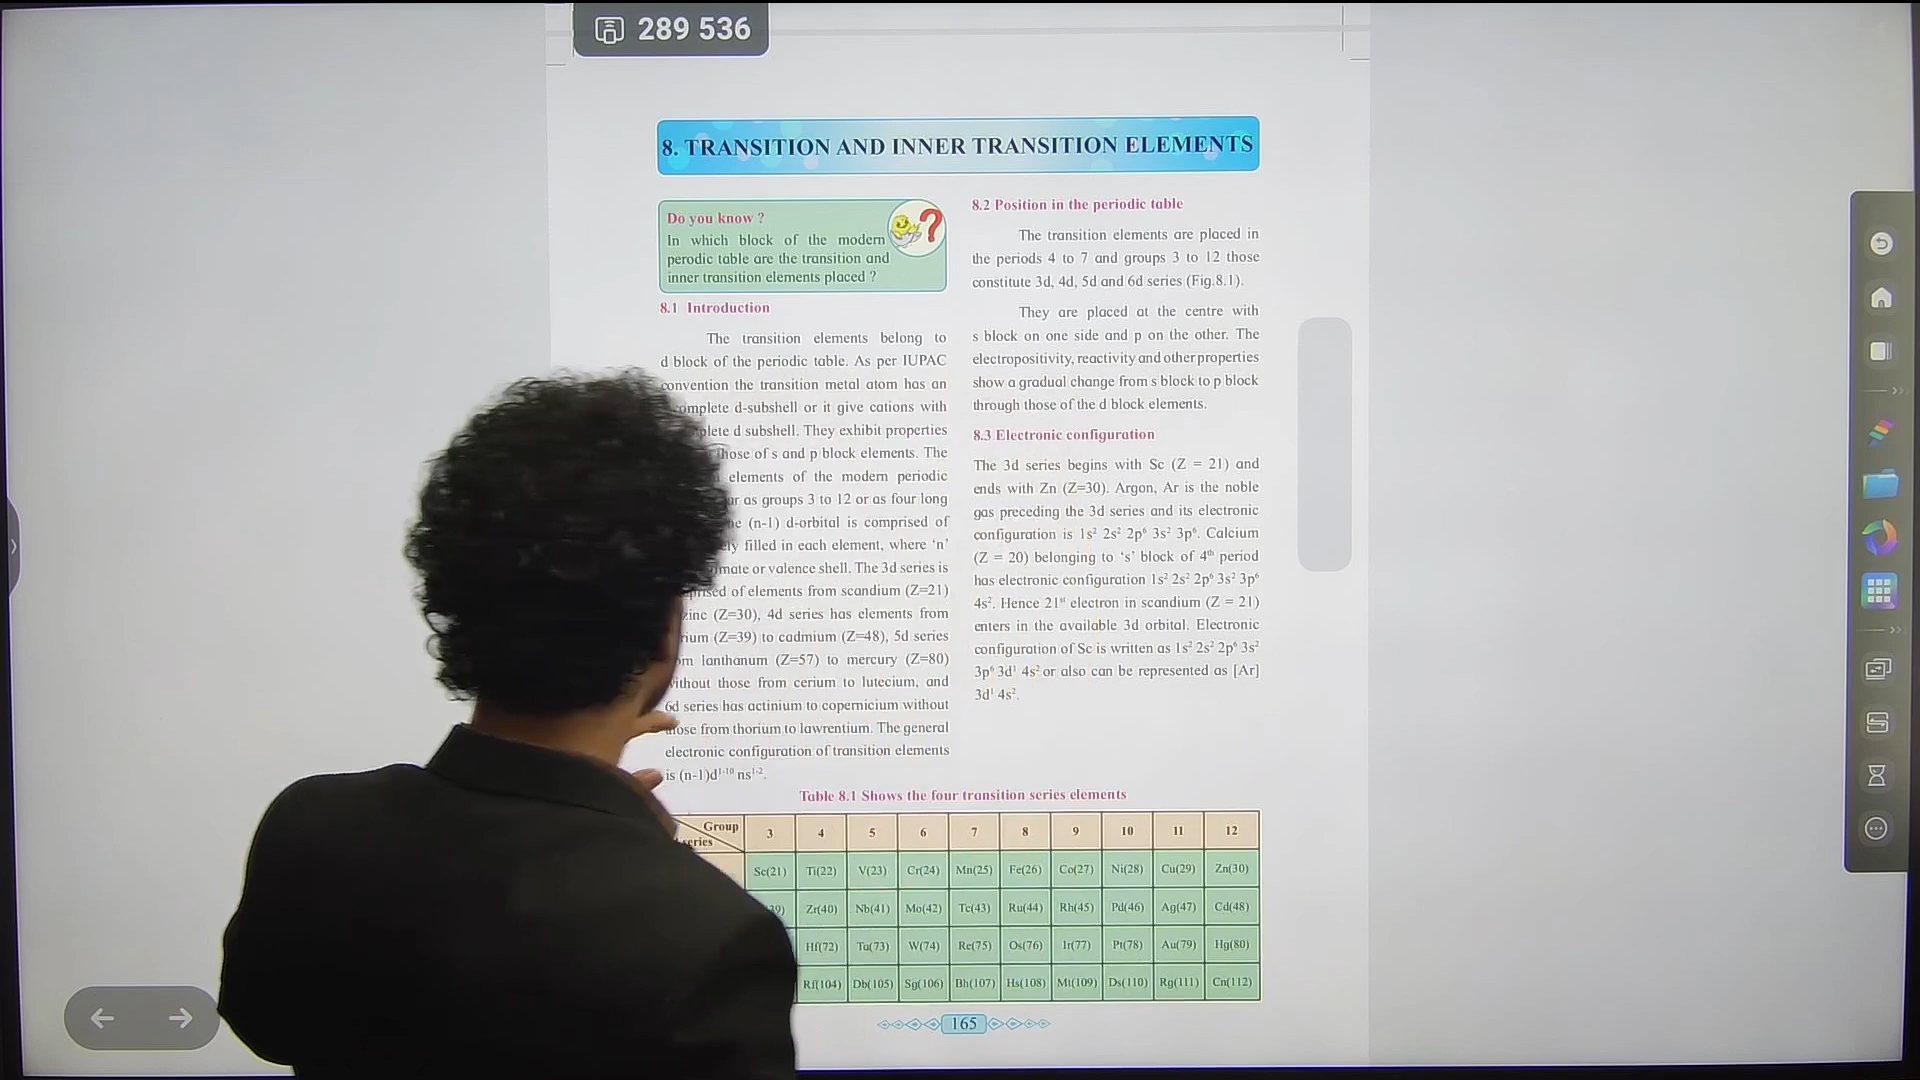 289 536
8. TRANSITION AND INNER TRANSITION ELEMENTS
Do you know ?
In which block of the modern
perodic table are the transition and
inner transition elements placed ?
8.1 Introduction
The transition elements belong to
d block of the periodic table. As per IUPAC
convention the transition metal atom has an
d-subshell or it give cations with
d subshell. They exhibit properties
those of s and p block elements. The
elements of the modern periodic
as groups 3 to 12 or as four long
(n-1) d-orbital is comprised of
filled in each element, where ‘n’
or valence shell. The 3d series is
of elements from scandium (Z=21)
zinc (Z=30), 4d series has elements from
(Z=39) to cadmium (Z=48), 5d series
lanthanum (Z=57) to mercury (Z=80)
without those from cerium to lutecium, and
6d series has actinium to copernicium without
those from thorium to lawrentium. The general
electronic configuration of transition elements
is (n-1)d¹⁻¹⁰ ns¹⁻².
8.2 Position in the periodic table
The transition elements are placed in
the periods 4 to 7 and groups 3 to 12 those
constitute 3d, 4d, 5d and 6d series (Fig.8.1).
They are placed at the centre with
s block on one side and p on the other. The
electropositivity, reactivity and other properties
show a gradual change from s block to p block
through those of the d block elements.
8.3 Electronic configuration
The 3d series begins with Sc (Z = 21) and
ends with Zn (Z=30). Argon, Ar is the noble
gas preceding the 3d series and its electronic
configuration is 1s² 2s² 2p⁶ 3s² 3p⁶. Calcium
(Z = 20) belonging to ‘s’ block of 4ᵗʰ period
has electronic configuration 1s² 2s² 2p⁶ 3s² 3p⁶
4s². Hence 21ˢᵗ electron in scandium (Z = 21)
enters in the available 3d orbital. Electronic
configuration of Sc is written as 1s² 2s² 2p⁶ 3s²
3p⁶ 3d¹ 4s² or also can be represented as [Ar]
3d¹ 4s².
Table 8.1 Shows the four transition series elements
Group 3 4 5 6 7 8 9 10 11 12
Sc(21) Ti(22) V(23) Cr(24) Mn(25) Fe(26) Co(27) Ni(28) Cu(29) Zn(30)
Zr(40) Nb(41) Mo(42) Tc(43) Ru(44) Rh(45) Pd(46) Ag(47) Cd(48)
Hf(72) Ta(73) W(74) Re(75) Os(76) Ir(77) Pt(78) Au(79) Hg(80)
Rf(104) Db(105) Sg(106) Bh(107) Hs(108) Mt(109) Ds(110) Rg(111) Cn(112)
165